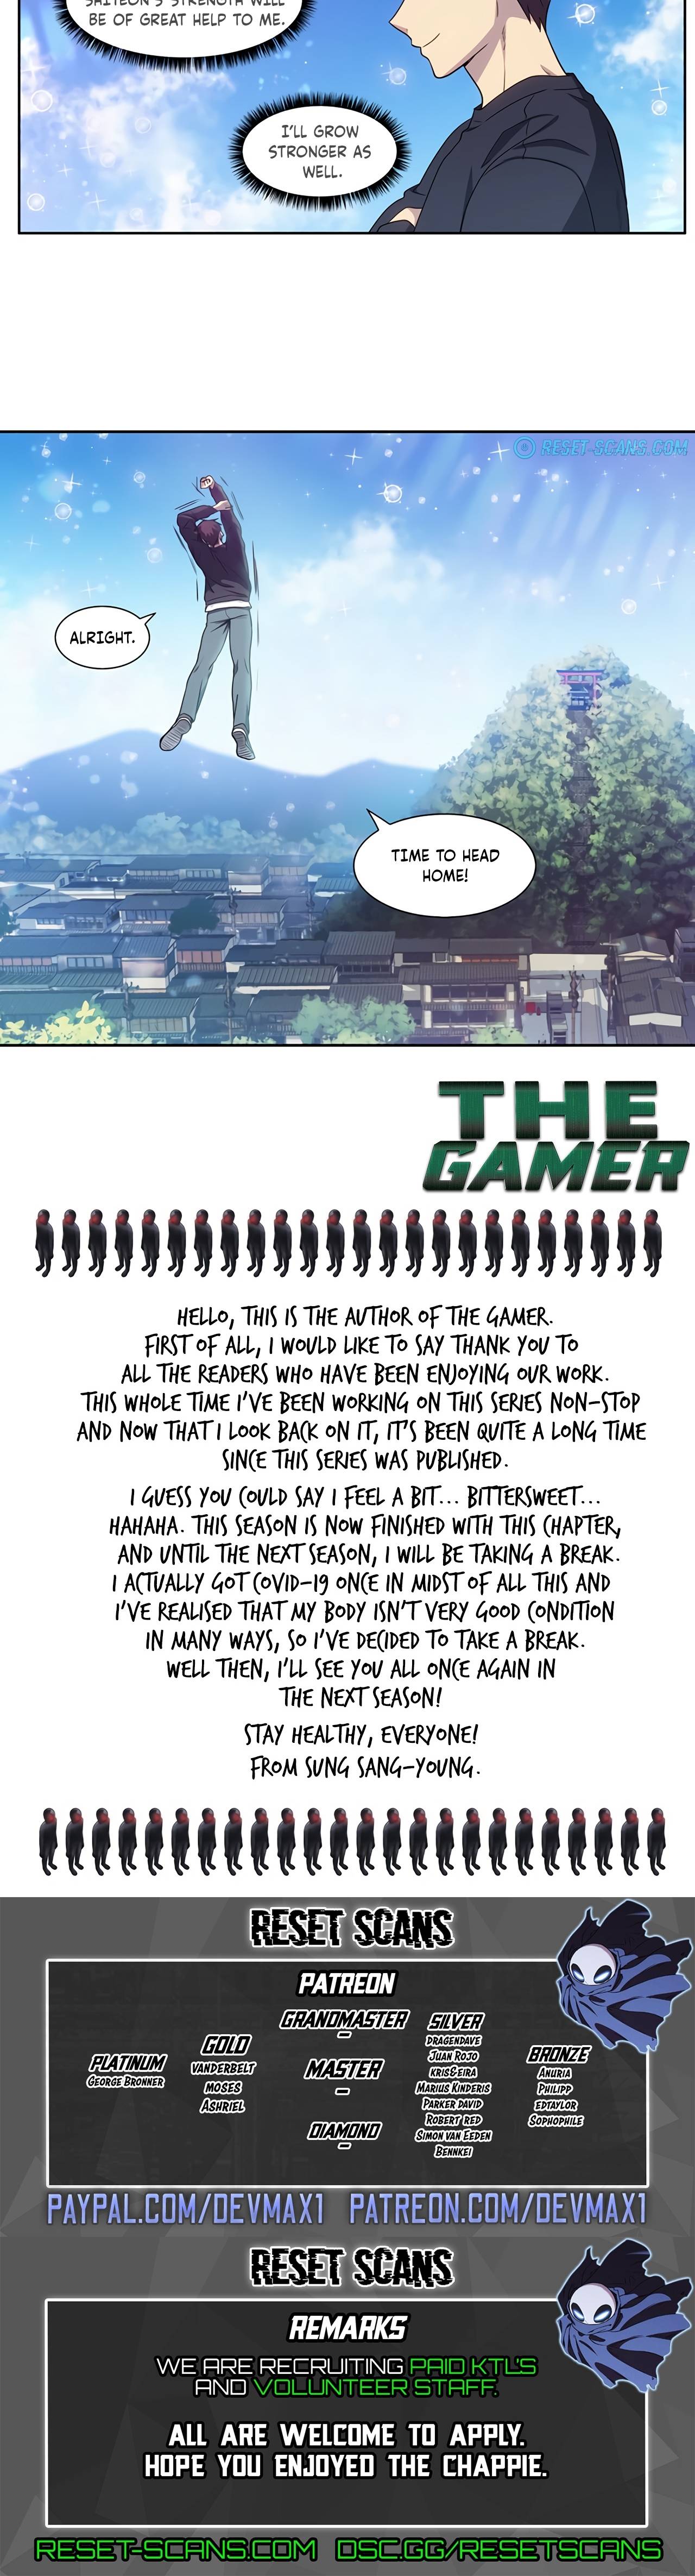 SHITEON'S STRENGTH WILL
BE OF GREAT HELP TO ME.
I'LL GROW
STRONGER AS
WELL.
RESET-SCANS.COM
ALRIGHT.
TIME TO HEAD
HOME!
THE
GAMER
HELLO, THIS IS THE AUTHOR OF THE GAMER.
FIRST OF ALL, I WOULD LIKE TO SAY THANK YOU TO
ALL THE READERS WHO HAVE BEEN ENJOYING OUR WORK.
THIS WHOLE TIME I'VE BEEN WORKING ON THIS SERIES NON-STOP
AND NOW THAT I LOOK BACK ON IT, IT'S BEEN QUITE A LONG TIME
SINCE THIS SERIES WAS PUBLISHED.
I GUESS YOU COULD SAY I FEEL A BIT... BITTERSWEET...
HAHAHA. THIS SEASON IS NOW FINISHED WITH THIS CHAPTER,
AND UNTIL THE NEXT SEASON, I WILL BE TAKING A BREAK.
I ACTUALLY GOT COVID-19 ONCE IN MIDST OF ALL THIS AND
I'VE REALISED THAT MY BODY ISN'T VERY GOOD CONDITION
IN MANY WAYS, SO I'VE DECIDED TO TAKE A BREAK.
WELL THEN, I'LL SEE YOU ALL ONCE AGAIN IN
THE NEXT SEASON!
STAY HEALTHY, EVERYONE!
FROM SUNG SANG-YOUNG.
RESET SCANS
PATREON
PLATINUM
GEORGE BRONNER
GOLD
VANDERBELT
MOSES
ASHRIEL
GRANDMASTER
-
MASTER
-
DIAMOND
-
SILVER
DRAGENDAVE
JUAN ROJO
KRIS&EIRA
MARIUS KINDERIS
PARKER DAVID
ROBERT RED
SIMON VAN EEDEN
BENNKEI
BRONZE
ANURIA
PHILIPP
EDTAYLOR
SOPHOPHILE
PAYPAL.COM/DEVMAX1 PATREON.COM/DEVMAX1
RESET SCANS
REMARKS
WE ARE RECRUITING PAID KTL'S
AND VOLUNTEER STAFF.
ALL ARE WELCOME TO APPLY.
HOPE YOU ENJOYED THE CHAPPIE.
RESET-SCANS.COM DSC.GG/RESETSCANS